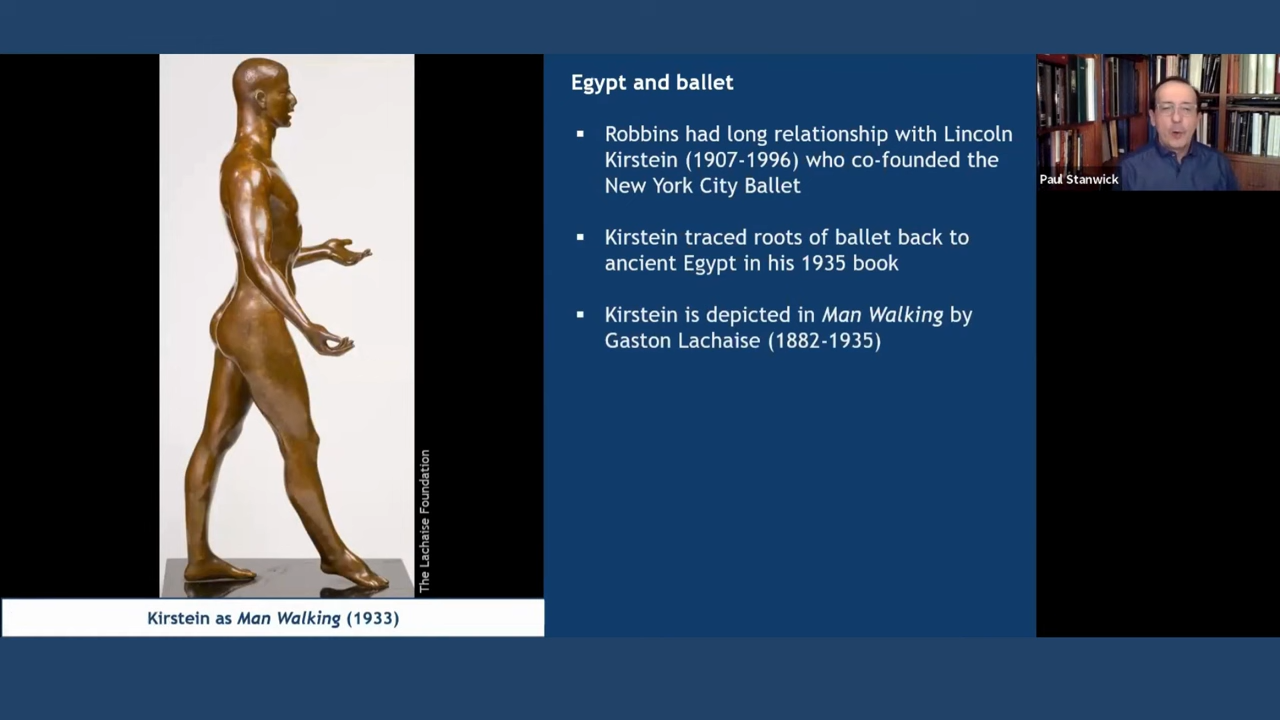 Egypt and ballet
▪ Robbins had long relationship with Lincoln
Kirstein (1907-1996) who co-founded the
New York City Ballet
▪ Kirstein traced roots of ballet back to
ancient Egypt in his 1935 book
▪ Kirstein is depicted in Man Walking by
Gaston Lachaise (1882-1935)
The Lachaise Foundation
Kirstein as Man Walking (1933)
Paul Stanwick